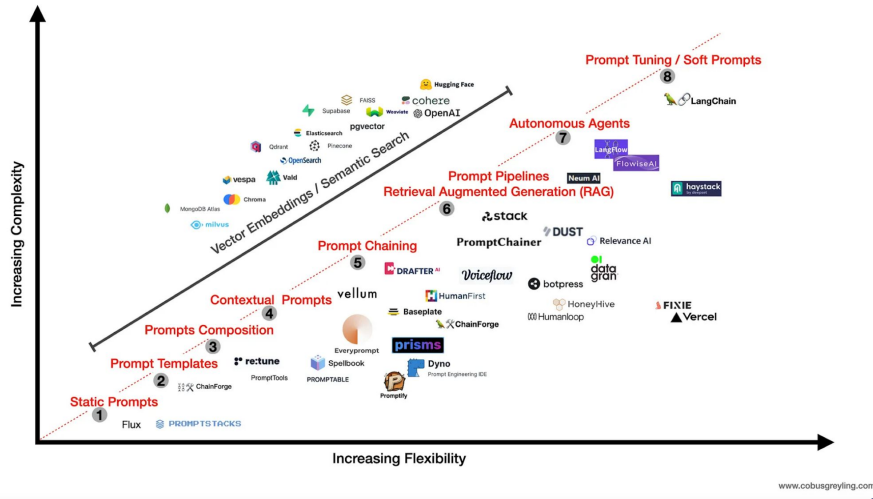 Prompt Tuning / Soft Prompts
8
LangChain
Hugging Face
FAISS
cohere
Supabase
Weaviate
OpenAI
pgvector
Elasticsearch
Qdrant
Pinecone
OpenSearch
vespa
Vald
Chroma
MongoDB Atlas
milvus
Vector Embeddings / Semantic Search
Autonomous Agents
7
LangFlow
FlowiseAI
Neum AI
haystack
by deepset
Prompt Pipelines
Retrieval Augmented Generation (RAG)
6
stack
DUST
PromptChainer
Relevance AI
Prompt Chaining
5
DRAFTER AI
Voiceflow
data
gran
botpress
vellum
HumanFirst
HoneyHive
FIXIE
Contextual Prompts
4
Baseplate
Humanloop
Vercel
ChainForge
Prompts Composition
3
Everyprompt
prisms
Prompt Templates
2
re:tune
Spellbook
Dyno
Prompt Engineering IDE
ChainForge
PromptTools
PROMPTABLE
Promptify
Static Prompts
1
Flux
PROMPTSTACKS
Increasing Complexity
Increasing Flexibility
www.cobusgreyling.com